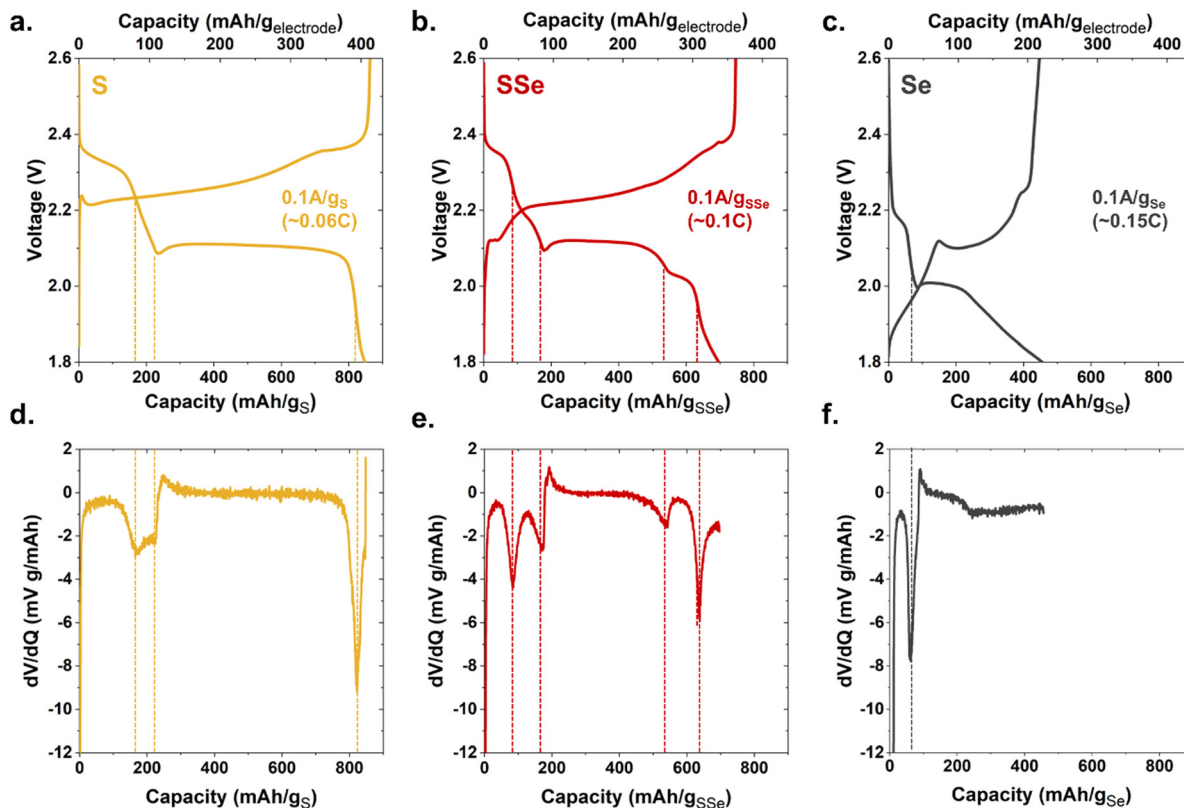 a.
Capacity (mAh/gelectrode)
0 100 200 300 400
2.6
2.4
2.2
2.0
1.8
Voltage (V)
S
0.1A/gS
(~0.06C)
0 200 400 600 800
Capacity (mAh/gS)
b.
Capacity (mAh/gelectrode)
0 100 200 300 400
2.6
2.4
2.2
2.0
1.8
Voltage (V)
SSe
0.1A/gSSe
(~0.1C)
0 200 400 600 800
Capacity (mAh/gSSe)
c.
Capacity (mAh/gelectrode)
0 100 200 300 400
2.6
2.4
2.2
2.0
1.8
Voltage (V)
Se
0.1A/gSe
(~0.15C)
0 200 400 600 800
Capacity (mAh/gSe)
d.
2
0
-2
-4
-6
-8
-10
-12
dV/dQ (mV g/mAh)
0 200 400 600 800
Capacity (mAh/gS)
e.
2
0
-2
-4
-6
-8
-10
-12
dV/dQ (mV g/mAh)
0 200 400 600 800
Capacity (mAh/gSSe)
f.
2
0
-2
-4
-6
-8
-10
-12
dV/dQ (mV g/mAh)
0 200 400 600 800
Capacity (mAh/gSe)